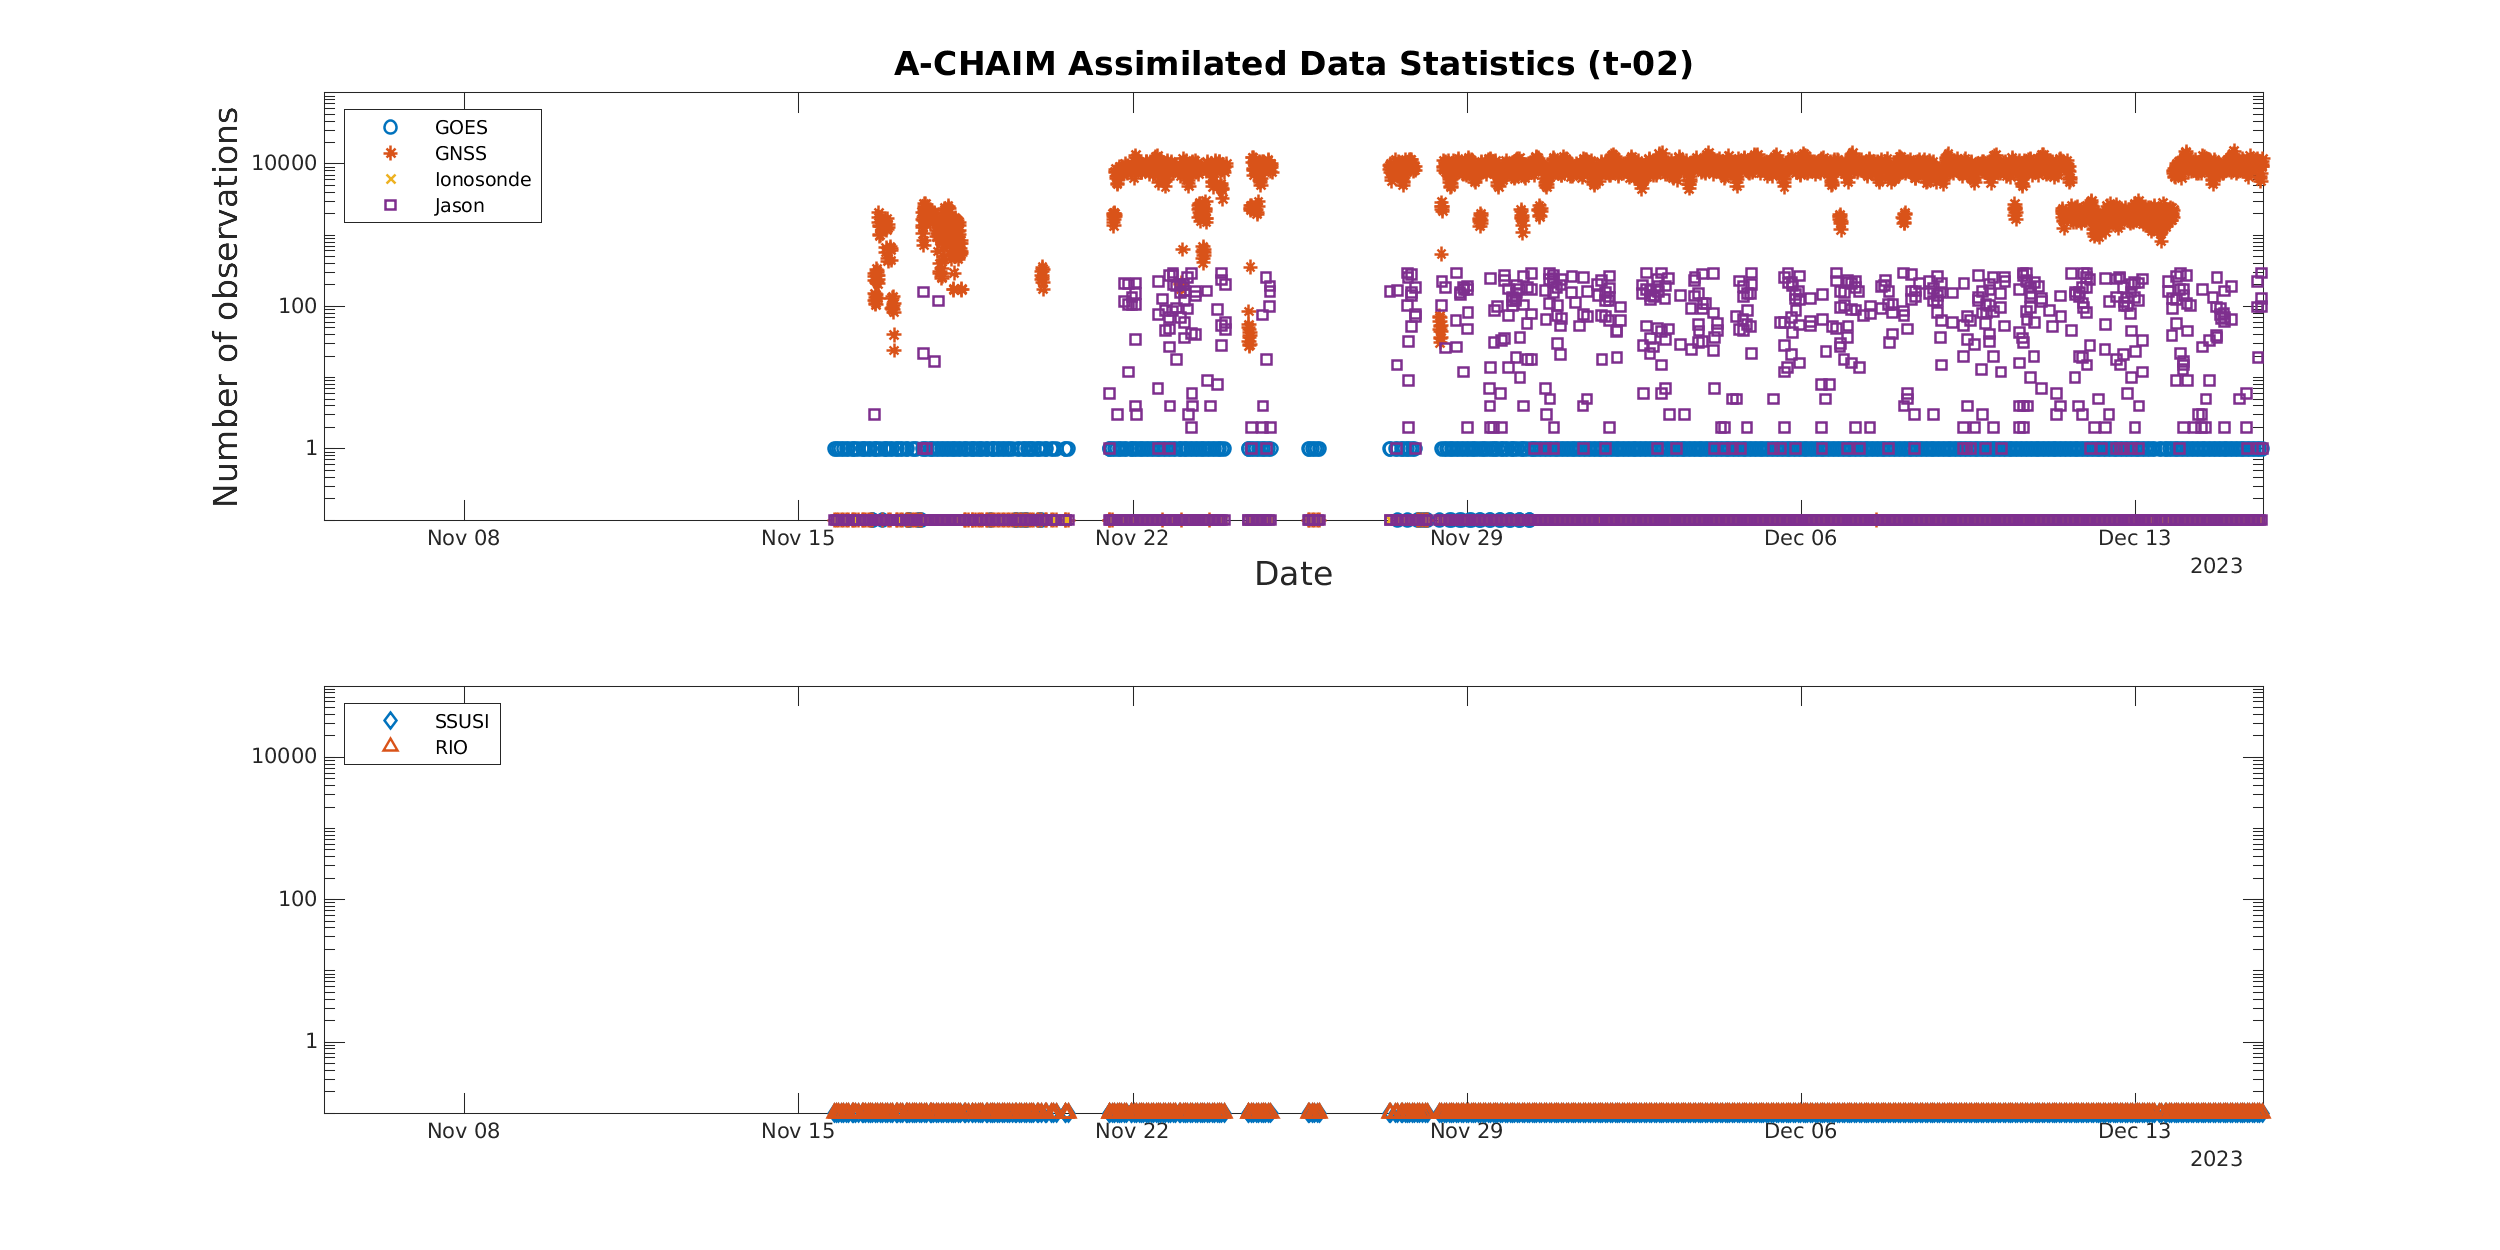 A-CHAIM Assimilated Data Statistics (t-02)
Number of observations
10000
100
1
GOES
GNSS
Ionosonde
Jason
Nov 08
Nov 15
Nov 22
Nov 29
Dec 06
Dec 13
2023
Date
10000
100
1
SSUSI
RIO
Nov 08
Nov 15
Nov 22
Nov 29
Dec 06
Dec 13
2023